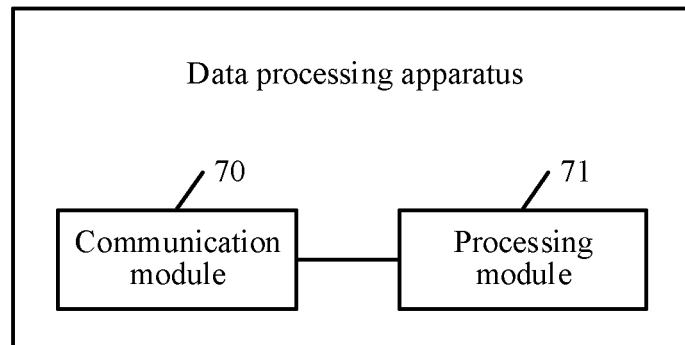 Data processing apparatus
70
71
Communication
module
Processing
module